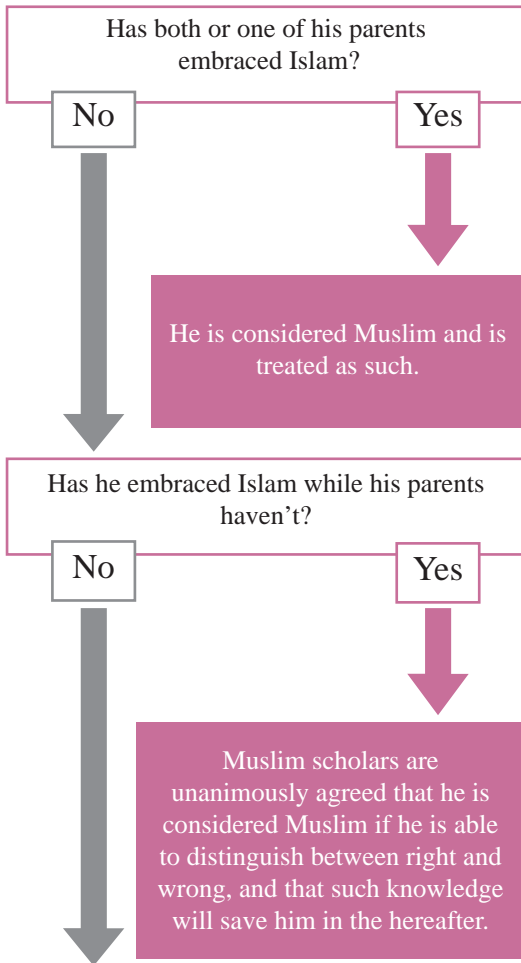 Has both or one of his parents
embraced Islam?
No
Yes
He is considered Muslim and is
treated as such.
Has he embraced Islam while his parents
haven't?
No
Yes
Muslim scholars are
unanimously agreed that he is
considered Muslim if he is able
to distinguish between right and
wrong, and that such knowledge
will save him in the hereafter.